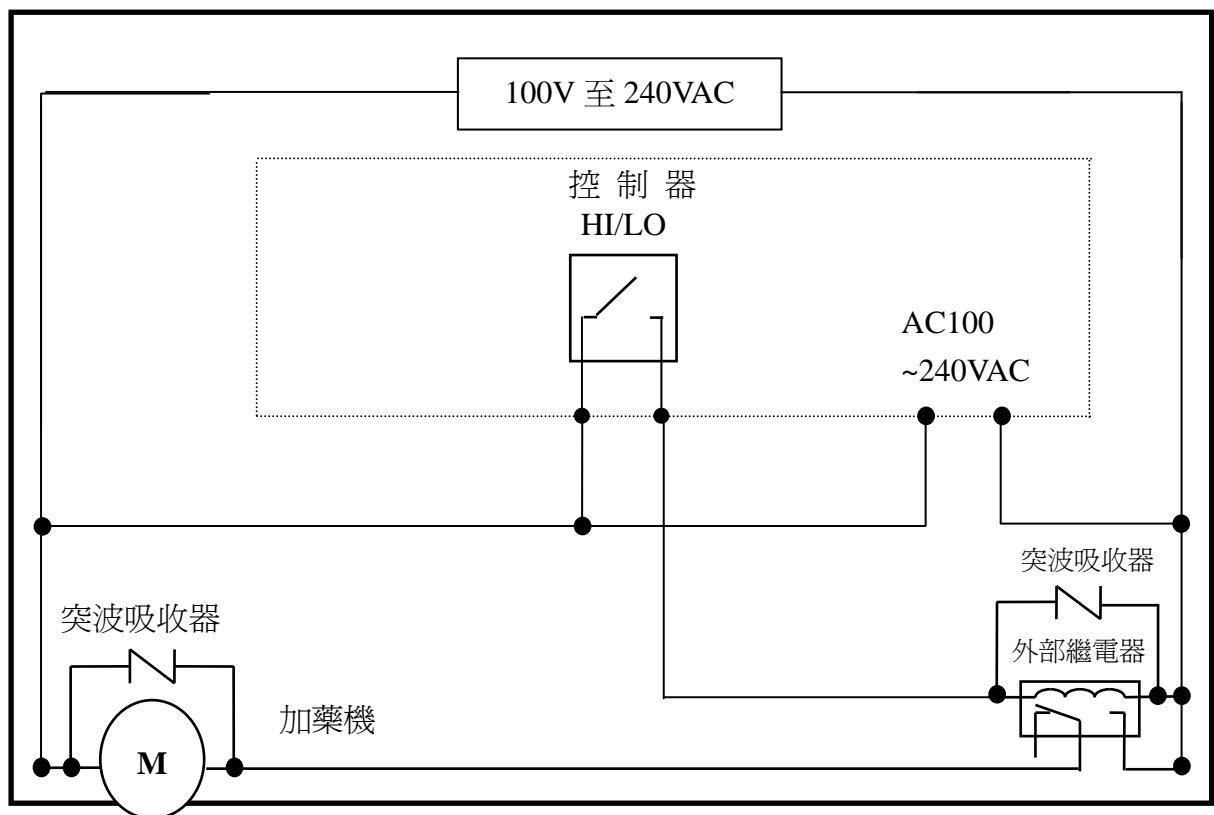 100V 至 240VAC
控 制 器
HI/LO
AC100
~240VAC
突波吸收器
外部繼電器
突波吸收器
加藥機
M